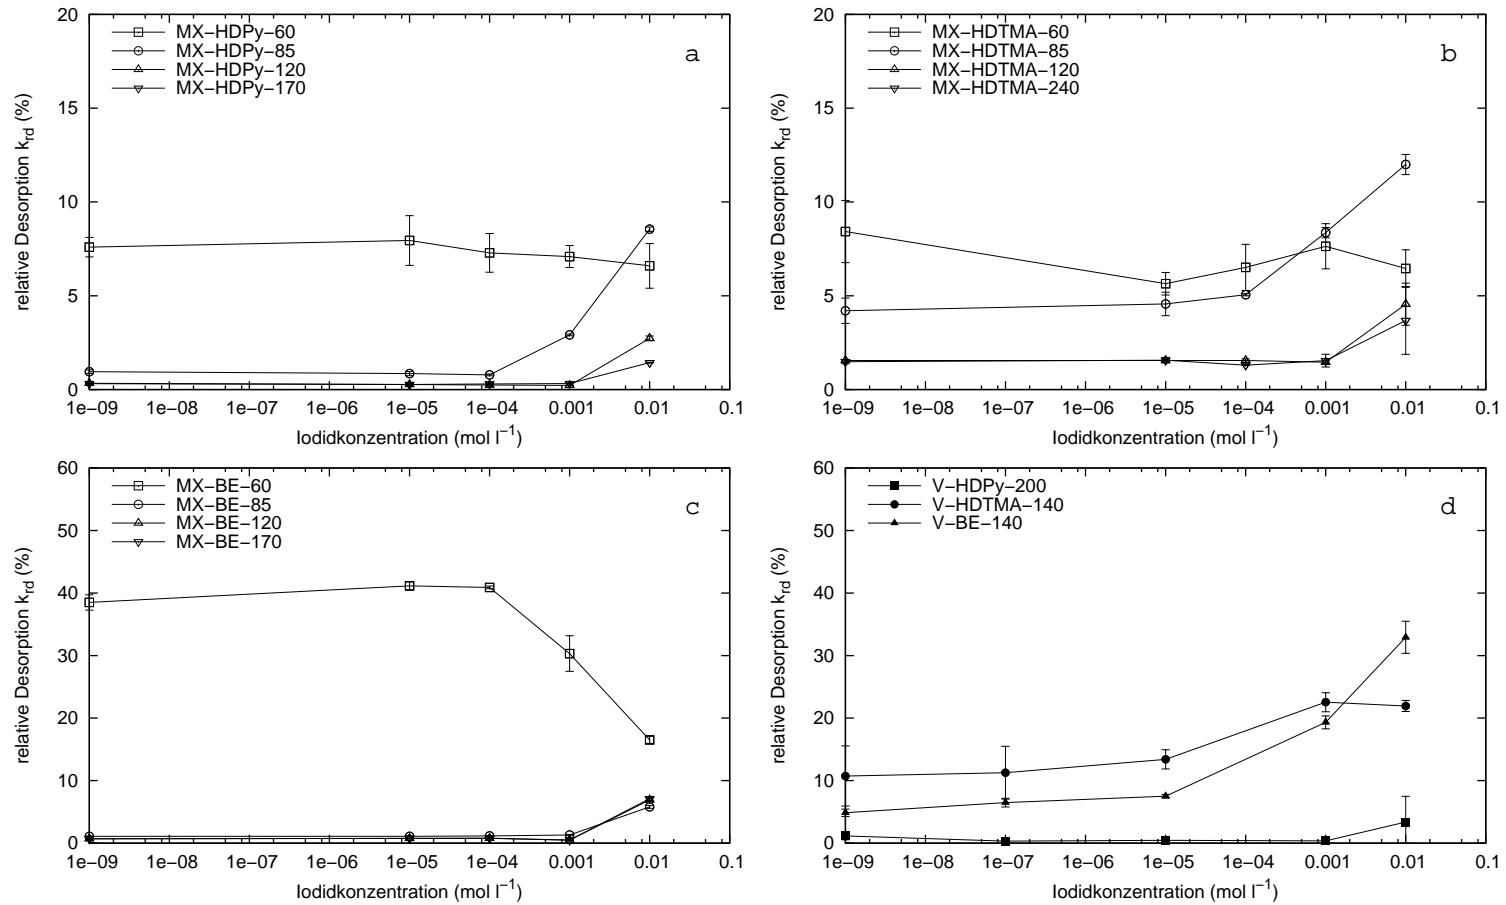 20
15
10
5
0
1e−09 1e−08 1e−07 1e−06 1e−05 1e−04 0.001 0.01 0.1
relative Desorption k_rd (%)
Iodidkonzentration (mol l⁻¹)
MX−HDPy−60
MX−HDPy−85
MX−HDPy−120
MX−HDPy−170
a
20
15
10
5
0
1e−09 1e−08 1e−07 1e−06 1e−05 1e−04 0.001 0.01 0.1
relative Desorption k_rd (%)
Iodidkonzentration (mol l⁻¹)
MX−HDTMA−60
MX−HDTMA−85
MX−HDTMA−120
MX−HDTMA−240
b
60
50
40
30
20
10
0
1e−09 1e−08 1e−07 1e−06 1e−05 1e−04 0.001 0.01 0.1
relative Desorption k_rd (%)
Iodidkonzentration (mol l⁻¹)
MX−BE−60
MX−BE−85
MX−BE−120
MX−BE−170
c
60
50
40
30
20
10
0
1e−09 1e−08 1e−07 1e−06 1e−05 1e−04 0.001 0.01 0.1
relative Desorption k_rd (%)
Iodidkonzentration (mol l⁻¹)
V−HDPy−200
V−HDTMA−140
V−BE−140
d